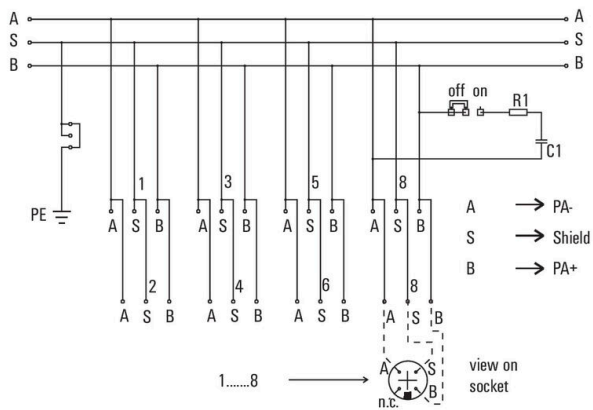 A A
S S
B B
off on
R1
C1
1 3 5 8
PE
A S B A S B A S B A S B
A → PA-
S → Shield
B → PA+
2 4 6 8
A S B A S B A S B A S B
A S
B
n.c.
1.......8
view on
socket